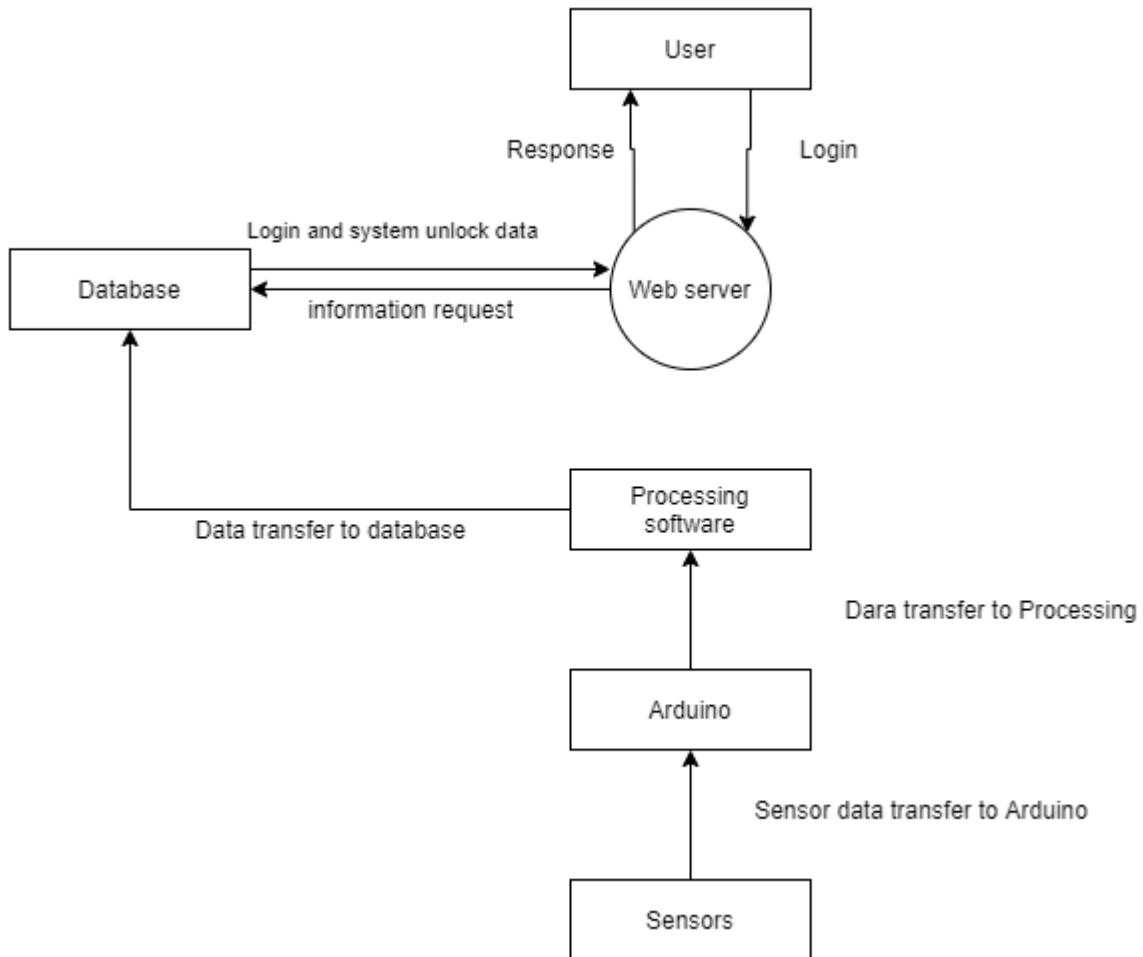 User
Response
Login
Login and system unlock data
Database
Web server
information request
Processing
software
Data transfer to database
Dara transfer to Processing
Arduino
Sensor data transfer to Arduino
Sensors